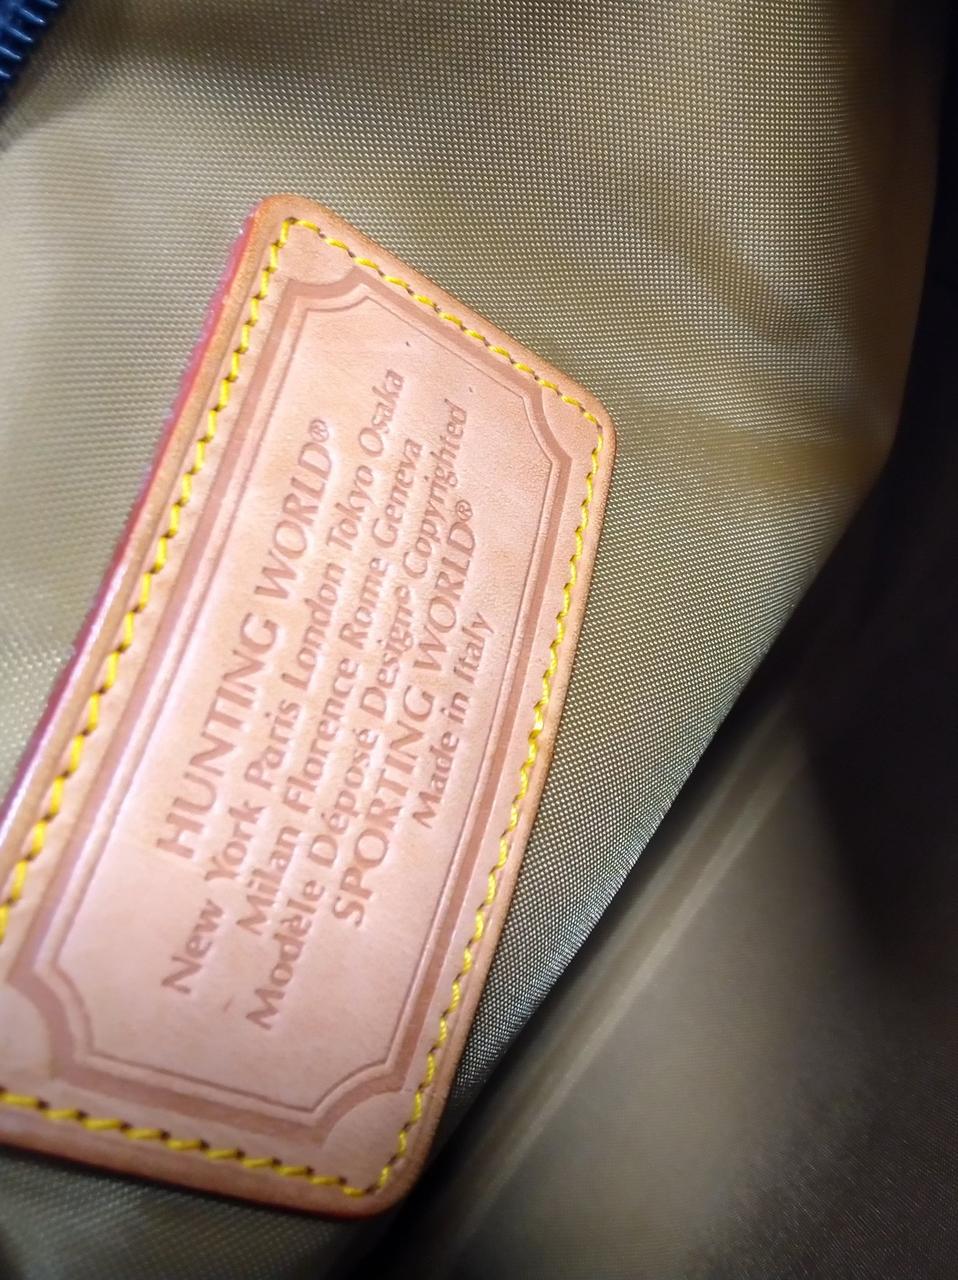 HUNTING WORLD®
New York Paris London Tokyo Osaka
Milan Florence Rome Geneva
Modèle Déposé Designs Copyrighted
SPORTING WORLD®
Made in Italy